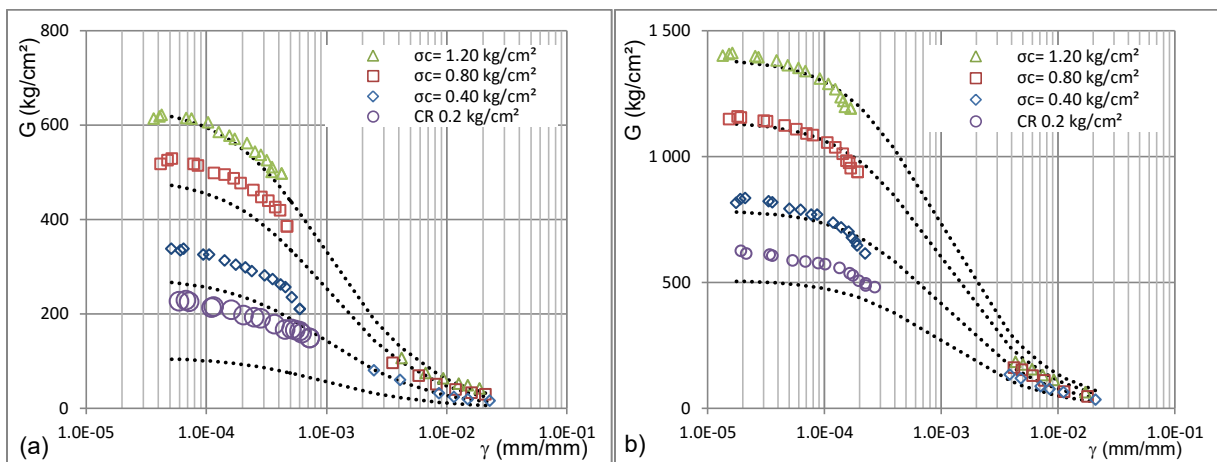 800
600
400
200
0
G (kg/cm²)
σc= 1.20 kg/cm²
σc= 0.80 kg/cm²
σc= 0.40 kg/cm²
CR 0.2 kg/cm²
1.0E-05
1.0E-04
1.0E-03
1.0E-02
1.0E-01
γ (mm/mm)
(a)
1 500
1 000
500
0
G (kg/cm²)
σc= 1.20 kg/cm²
σc= 0.80 kg/cm²
σc= 0.40 kg/cm²
CR 0.2 kg/cm²
1.0E-05
1.0E-04
1.0E-03
1.0E-02
1.0E-01
γ (mm/mm)
b)